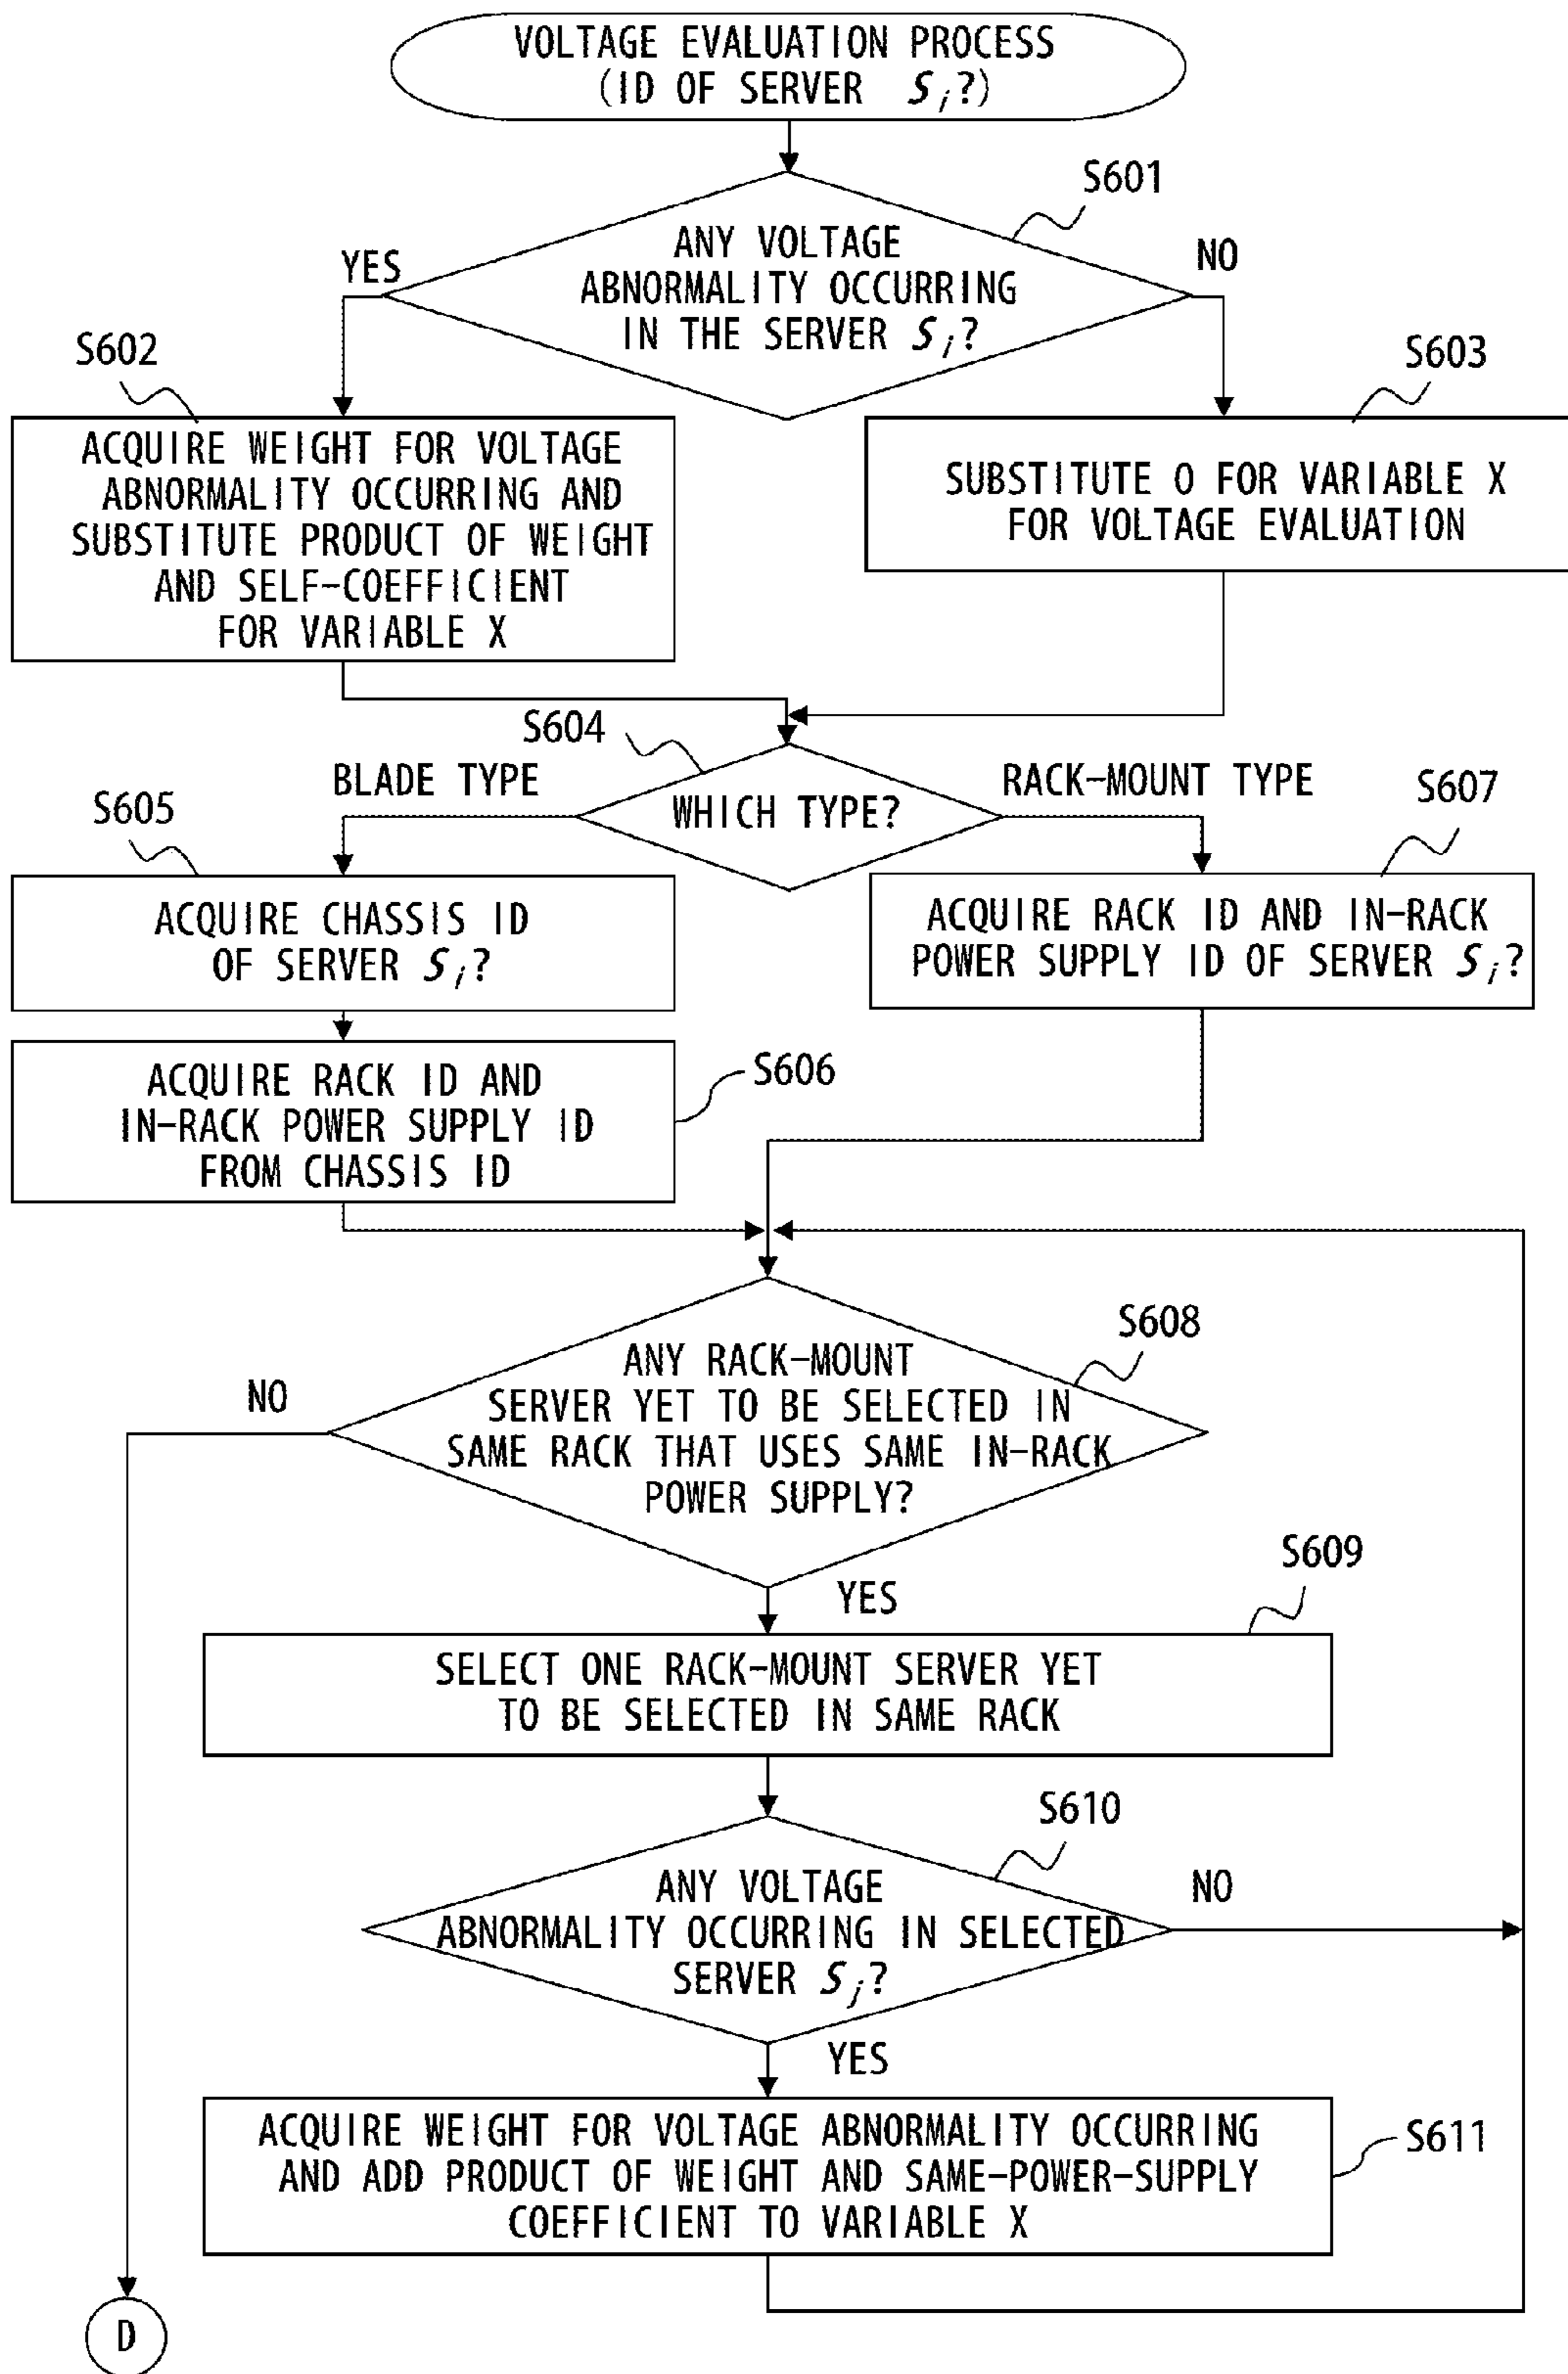 VOLTAGE EVALUATION PROCESS
(ID OF SERVER Si?)
S601
ANY VOLTAGE
ABNORMALITY OCCURRING
IN THE SERVER Si?
YES
NO
S602
ACQUIRE WEIGHT FOR VOLTAGE
ABNORMALITY OCCURRING AND
SUBSTITUTE PRODUCT OF WEIGHT
AND SELF-COEFFICIENT
FOR VARIABLE X
S603
SUBSTITUTE 0 FOR VARIABLE X
FOR VOLTAGE EVALUATION
S604
WHICH TYPE?
BLADE TYPE
RACK-MOUNT TYPE
S605
ACQUIRE CHASSIS ID
OF SERVER Si?
S607
ACQUIRE RACK ID AND IN-RACK
POWER SUPPLY ID OF SERVER Si?
ACQUIRE RACK ID AND
IN-RACK POWER SUPPLY ID
FROM CHASSIS ID
S606
S608
ANY RACK-MOUNT
SERVER YET TO BE SELECTED IN
SAME RACK THAT USES SAME IN-RACK
POWER SUPPLY?
NO
YES
S609
SELECT ONE RACK-MOUNT SERVER YET
TO BE SELECTED IN SAME RACK
S610
ANY VOLTAGE
ABNORMALITY OCCURRING IN SELECTED
SERVER Sj?
NO
YES
ACQUIRE WEIGHT FOR VOLTAGE ABNORMALITY OCCURRING
AND ADD PRODUCT OF WEIGHT AND SAME-POWER-SUPPLY
COEFFICIENT TO VARIABLE X
S611
D